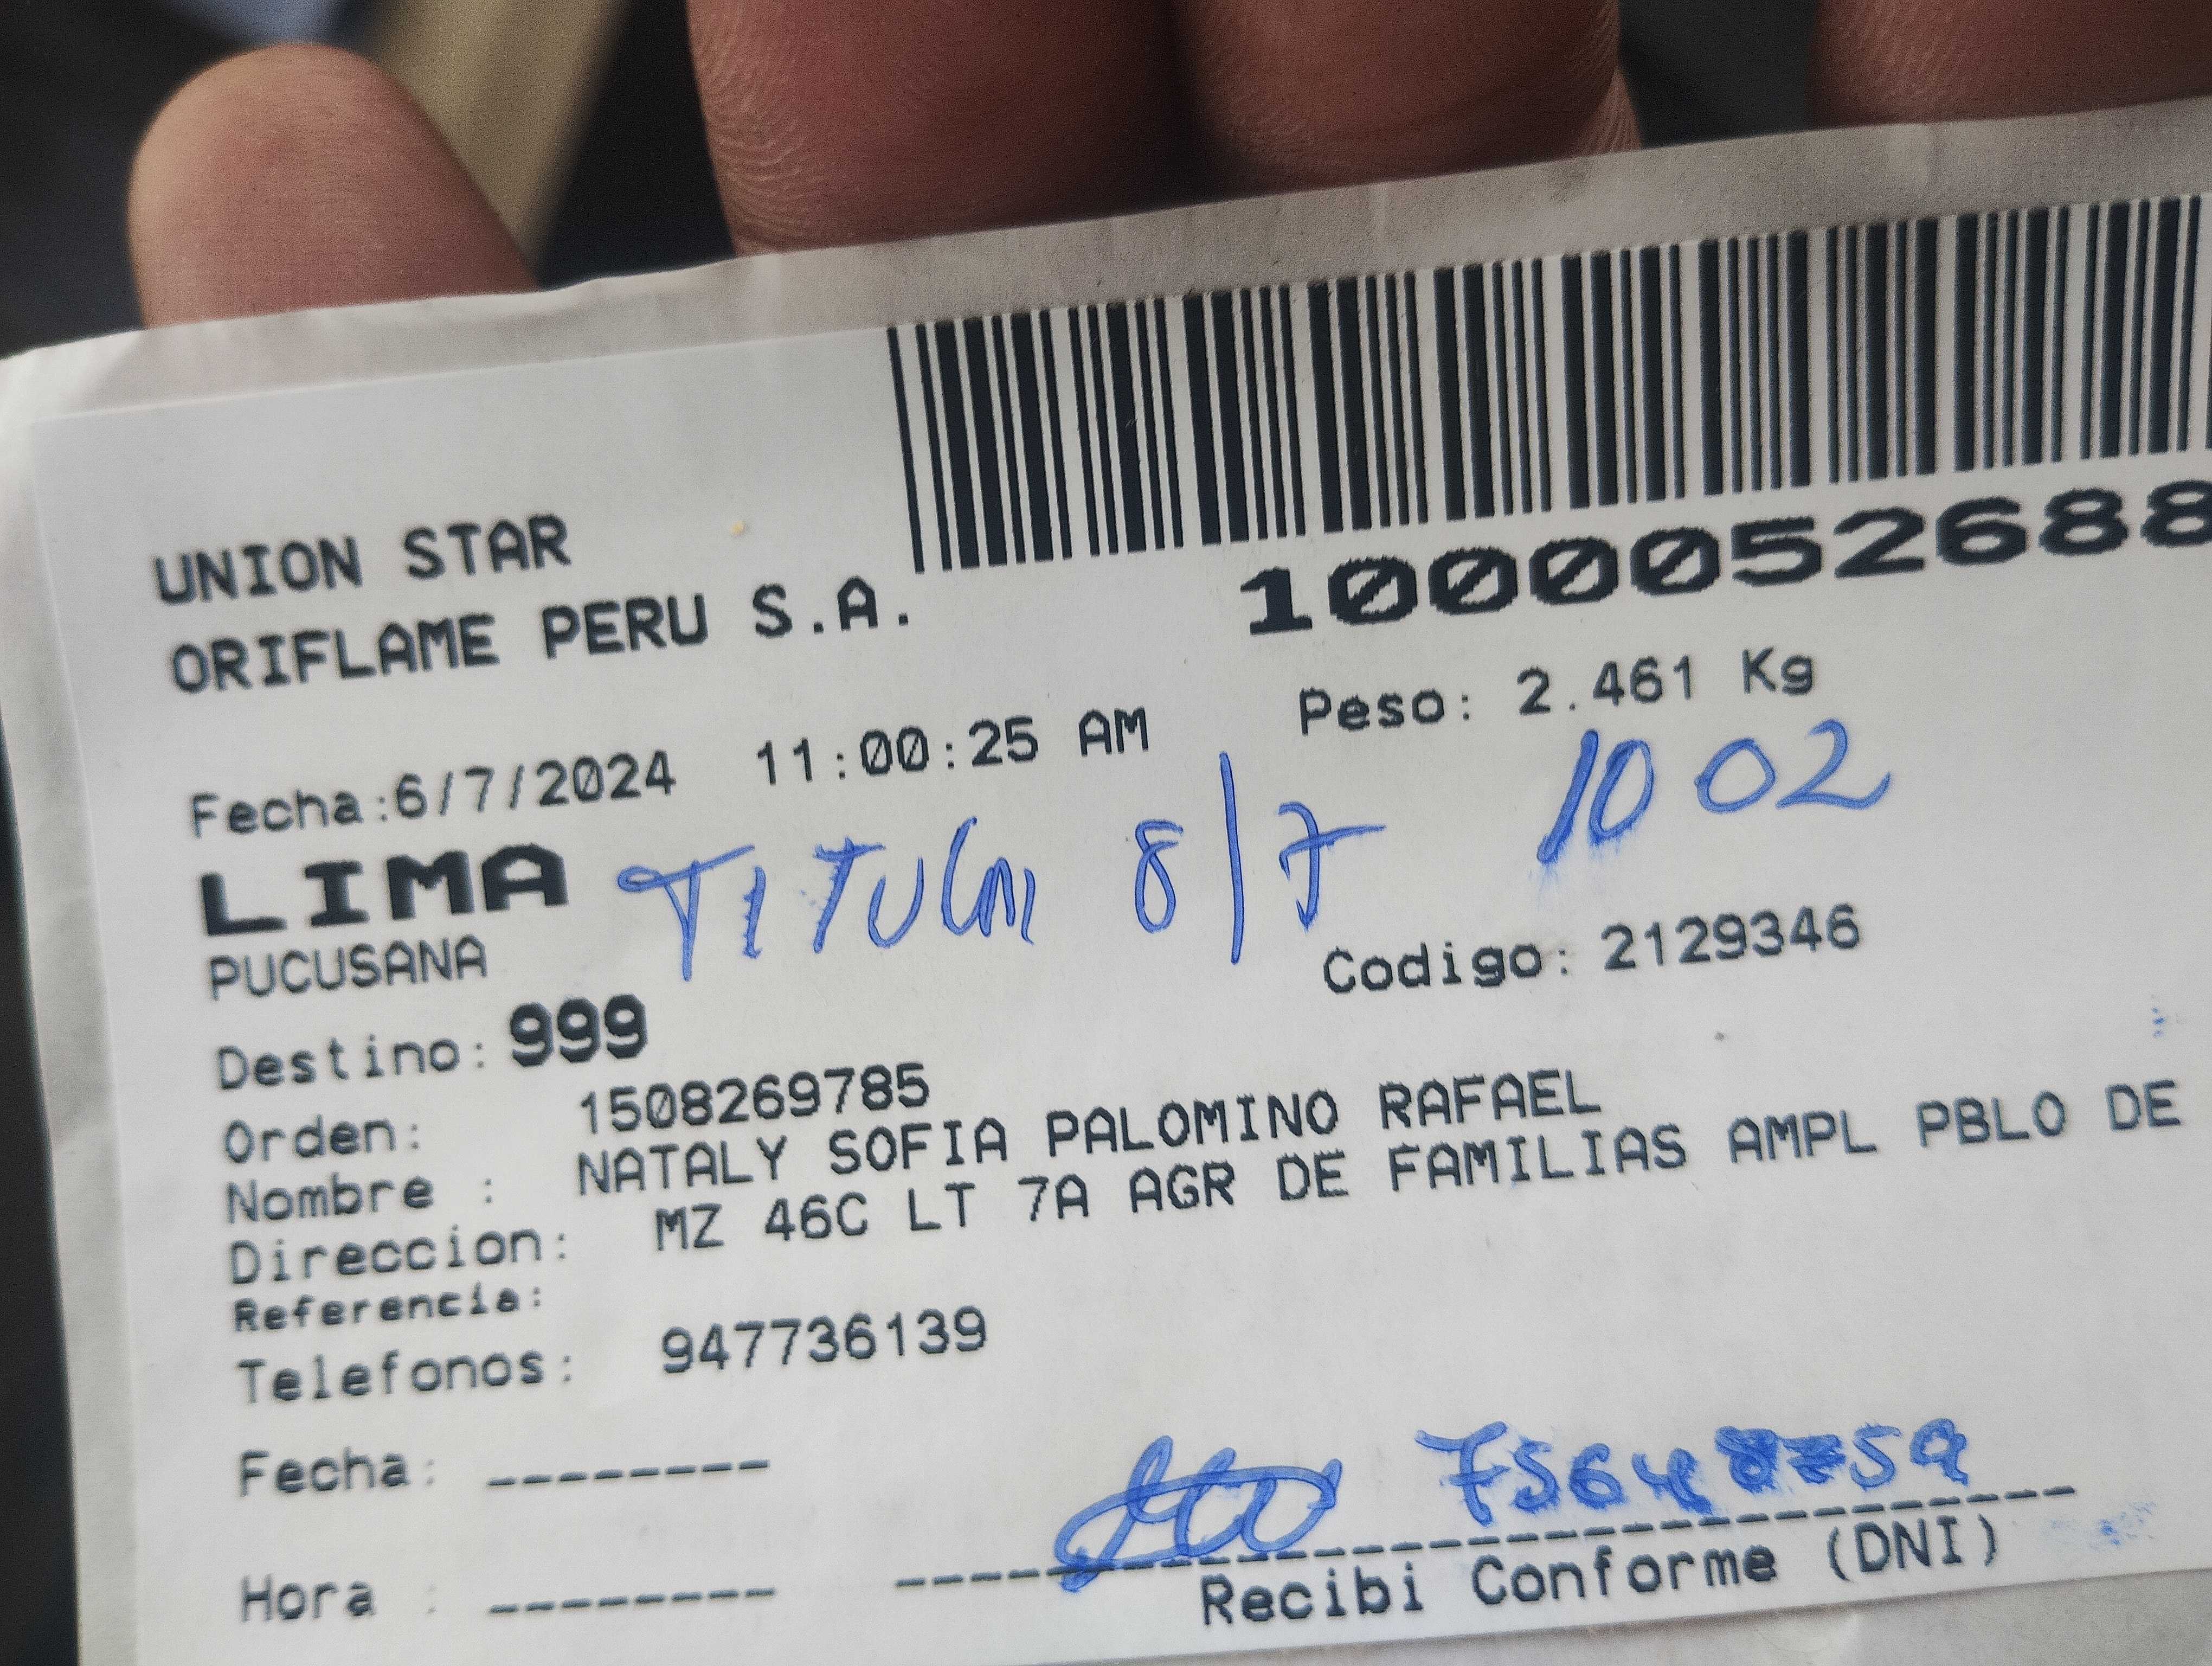 UNION STAR
ORIFLAME PERU S.A.
1000052688
Fecha:6/7/2024 11:00:25 AM Peso: 2.461 Kg
LIMA TITULAR 8/7 10 02
PUCUSANA
Destino: 999 Codigo: 2129346
Orden: 1508269785
Nombre : NATALY SOFIA PALOMINO RAFAEL
Direccion: MZ 46C LT 7A AGR DE FAMILIAS AMPL PBLO DE
Referencia:
Telefonos: 947736139
Fecha: --------
Hora : --------
Recibi Conforme (DNI)